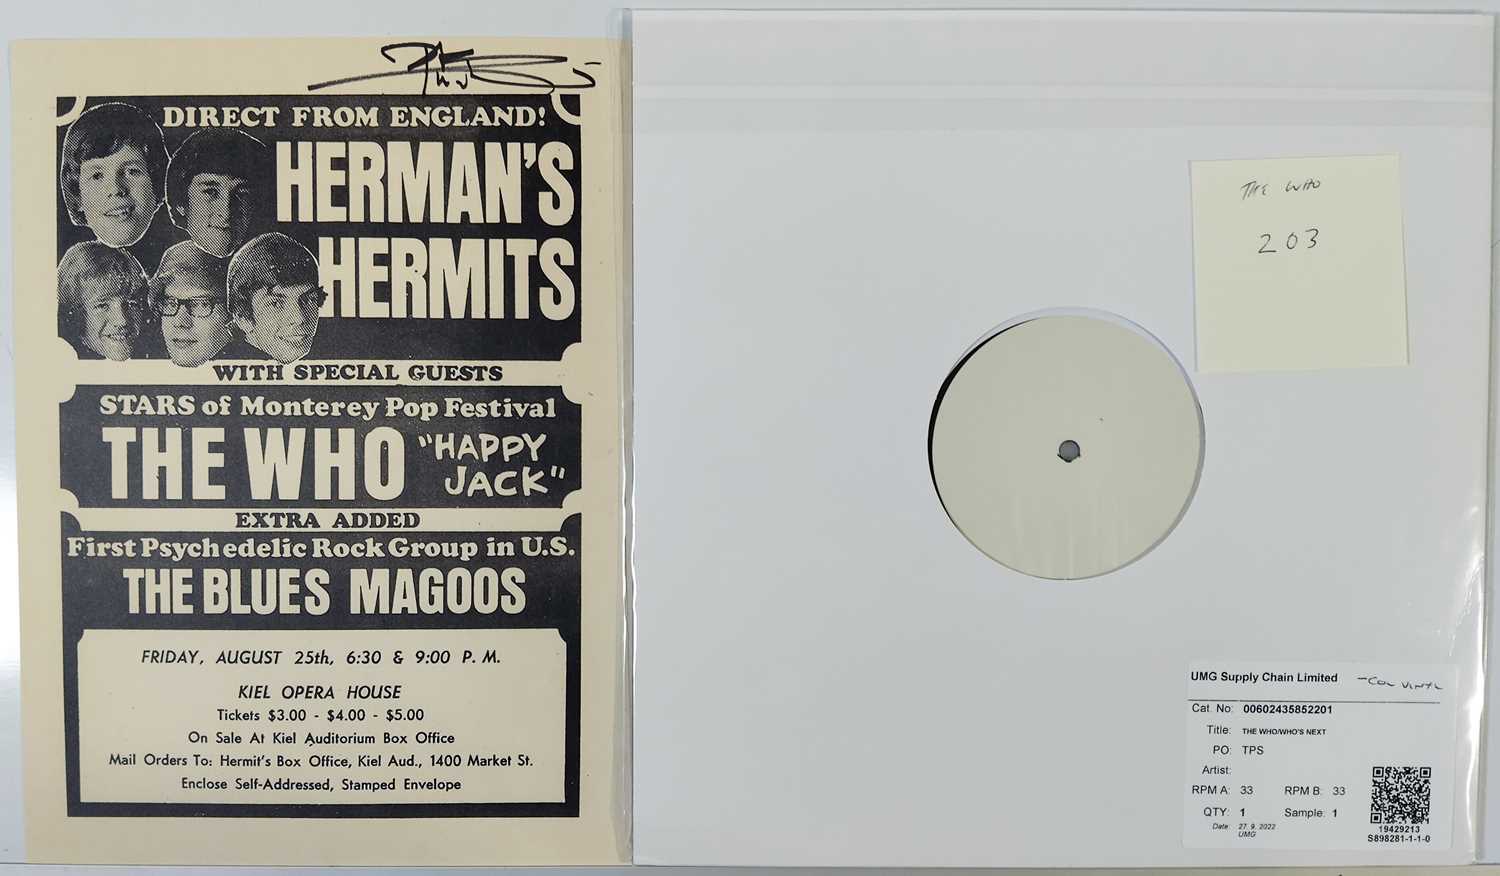 DIRECT FROM ENGLAND!
HERMAN'S
HERMITS
WITH SPECIAL GUESTS
STARS of Monterey Pop Festival
THE WHO "HAPPY
JACK"
EXTRA ADDED
First Psychedelic Rock Group in U.S.
THE BLUES MAGOOS
FRIDAY, AUGUST 25th, 6:30 & 9:00 P. M.
KIEL OPERA HOUSE
Tickets $3.00 - $4.00 - $5.00
On Sale At Kiel Auditorium Box Office
Mail Orders To: Hermit's Box Office, Kiel Aud., 1400 Market St.
Enclose Self-Addressed, Stamped Envelope
THE WHO
203
UMG Supply Chain Limited - COL VINYL
Cat. No: 00602435852201
Title: THE WHO/WHO'S NEXT
PO: TPS
Artist:
RPM A: 33 RPM B: 33
QTY: 1 Sample: 1
Date: 27. 9. 2022
UMG
19429213
S898281-1-1-0